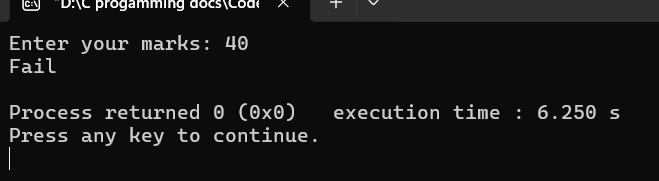 "D:\C progamming docs\Code
Enter your marks: 40
Fail
Process returned 0 (0x0)   execution time : 6.250 s
Press any key to continue.